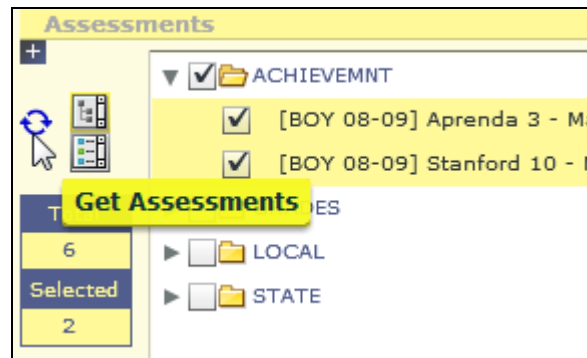 Assessments
+
ACHIEVEMNT
[BOY 08-09] Aprenda 3 - Ma
[BOY 08-09] Stanford 10 -
Get Assessments
6
LOCAL
Selected
STATE
2